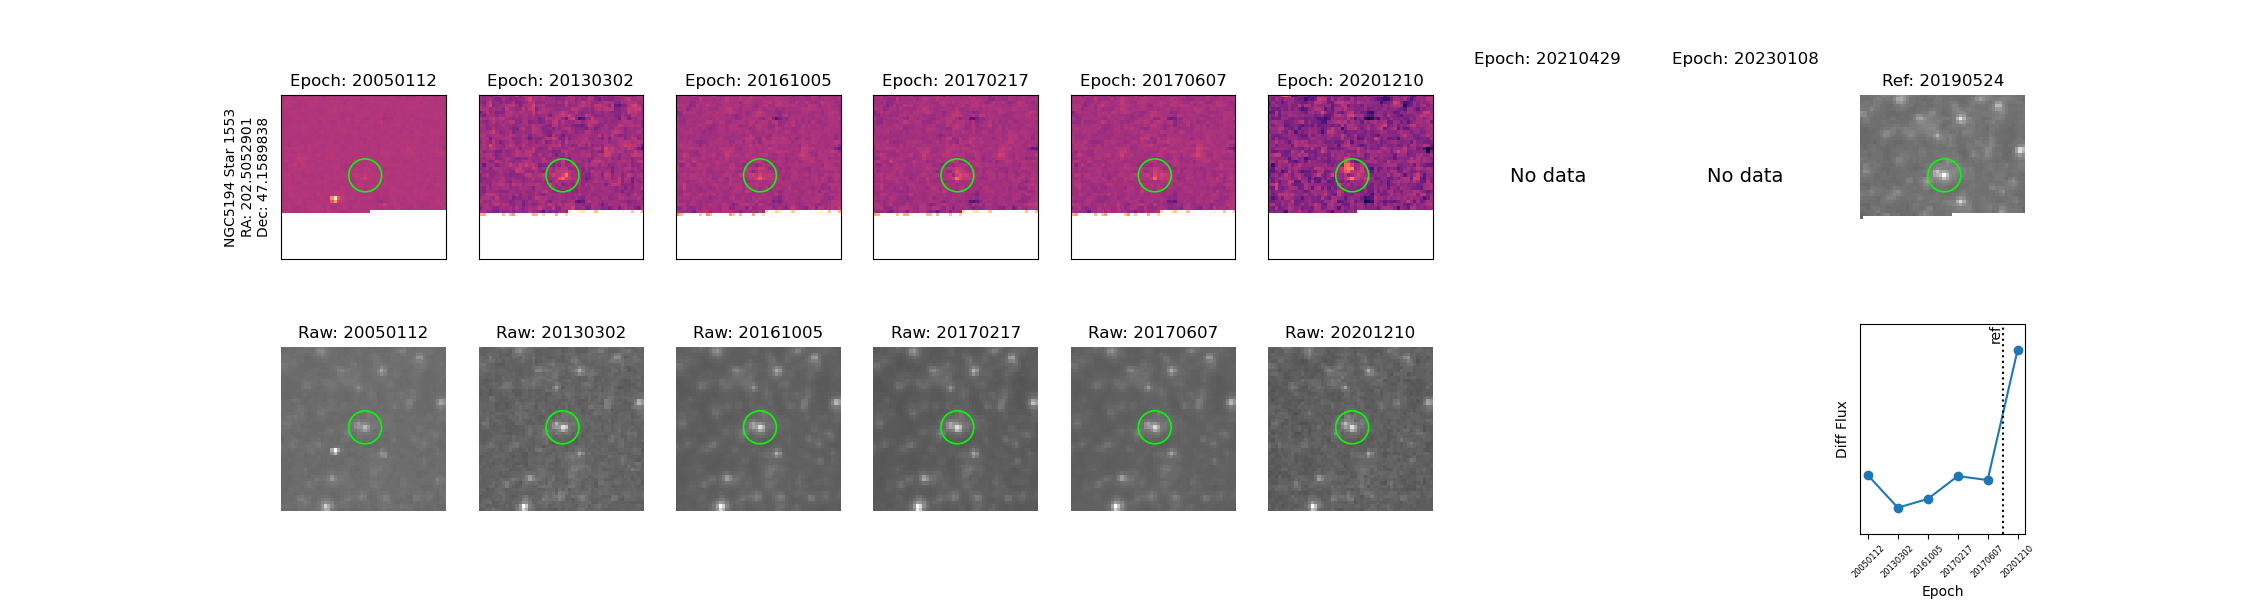 NGC5194 Star 1553
RA: 202.5052901
Dec: 47.1589838
Epoch: 20050112
Epoch: 20130302
Epoch: 20161005
Epoch: 20170217
Epoch: 20170607
Epoch: 20201210
Epoch: 20210429
Epoch: 20230108
Ref: 20190524
No data
No data
Raw: 20050112
Raw: 20130302
Raw: 20161005
Raw: 20170217
Raw: 20170607
Raw: 20201210
ref
Diff Flux
20050112
20130302
20161005
20170217
20170607
20201210
Epoch